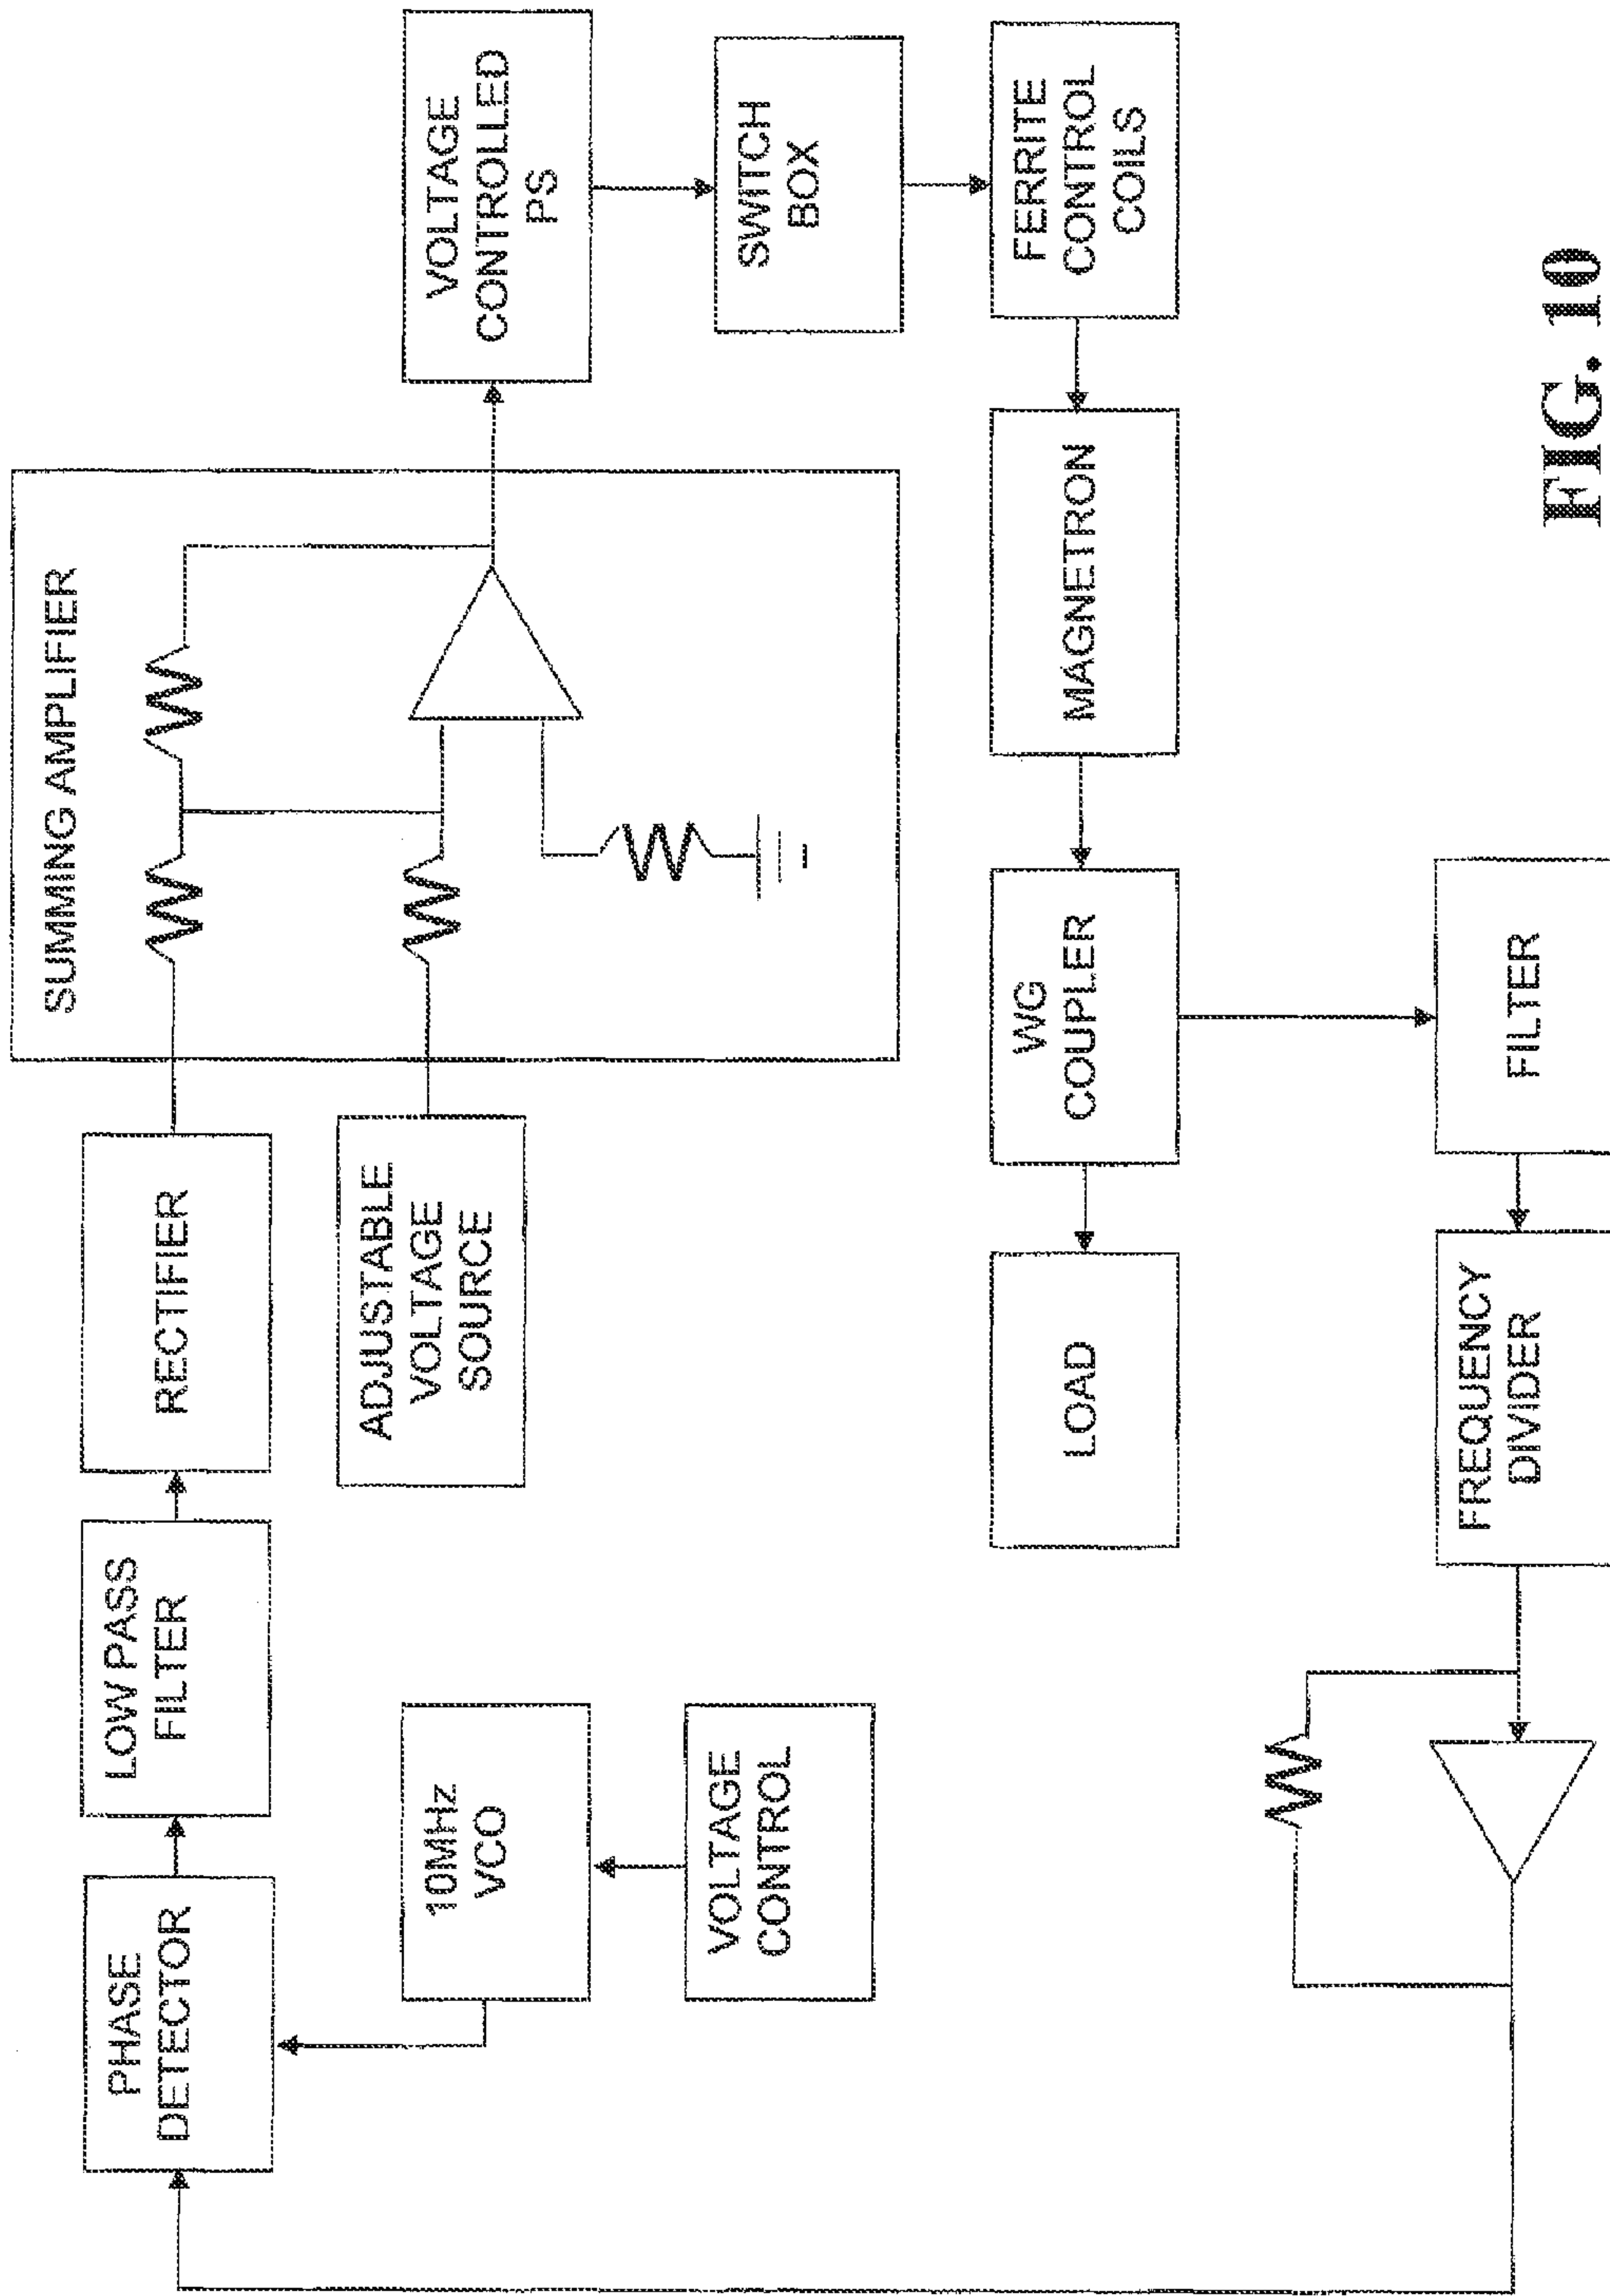 PHASE
DETECTOR
LOW PASS
FILTER
RECTIFIER
SUMMING AMPLIFIER
10MHz
VCO
VOLTAGE
CONTROL
ADJUSTABLE
VOLTAGE
SOURCE
VOLTAGE
CONTROLLED
PS
SWITCH
BOX
FERRITE
CONTROL
COILS
MAGNETRON
WG
COUPLER
LOAD
FILTER
FREQUENCY
DIVIDER
FIG. 10